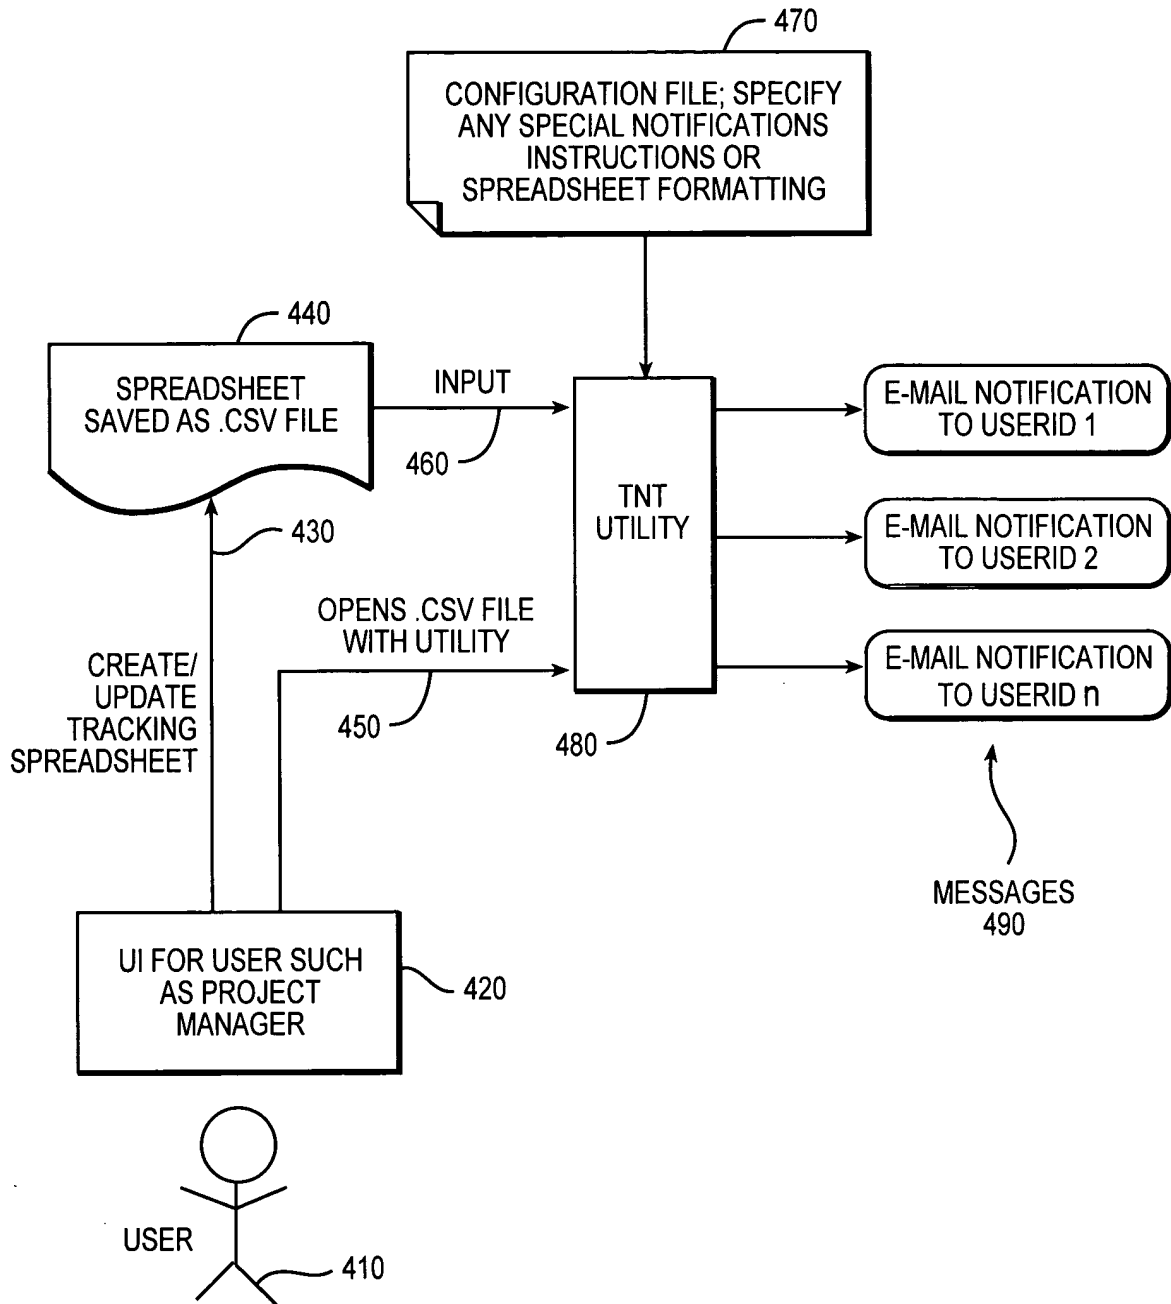 470
CONFIGURATION FILE; SPECIFY
ANY SPECIAL NOTIFICATIONS
INSTRUCTIONS OR
SPREADSHEET FORMATTING
440
SPREADSHEET
SAVED AS .CSV FILE
INPUT
460
E-MAIL NOTIFICATION
TO USERID 1
TNT
UTILITY
E-MAIL NOTIFICATION
TO USERID 2
430
OPENS .CSV FILE
WITH UTILITY
450
E-MAIL NOTIFICATION
TO USERID n
CREATE/
UPDATE
TRACKING
SPREADSHEET
480
MESSAGES
490
UI FOR USER SUCH
AS PROJECT
MANAGER
420
USER
410